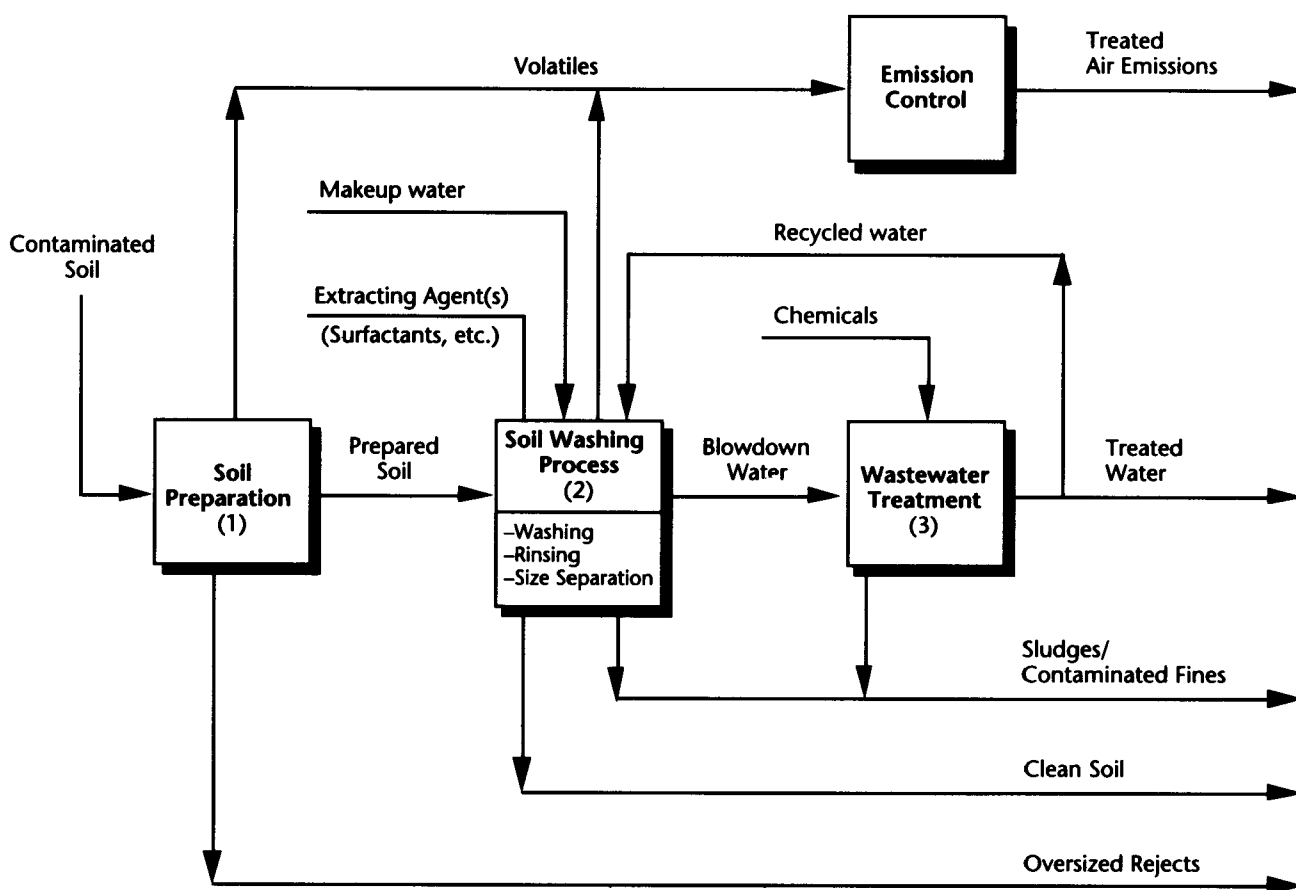 Volatiles
Emission
Control
Treated
Air Emissions
Makeup water
Contaminated
Soil
Recycled water
Extracting Agent(s)
(Surfactants, etc.)
Chemicals
Soil
Preparation
(1)
Prepared
Soil
Soil Washing
Process
(2)
–Washing
–Rinsing
–Size Separation
Blowdown
Water
Wastewater
Treatment
(3)
Treated
Water
Sludges/
Contaminated Fines
Clean Soil
Oversized Rejects